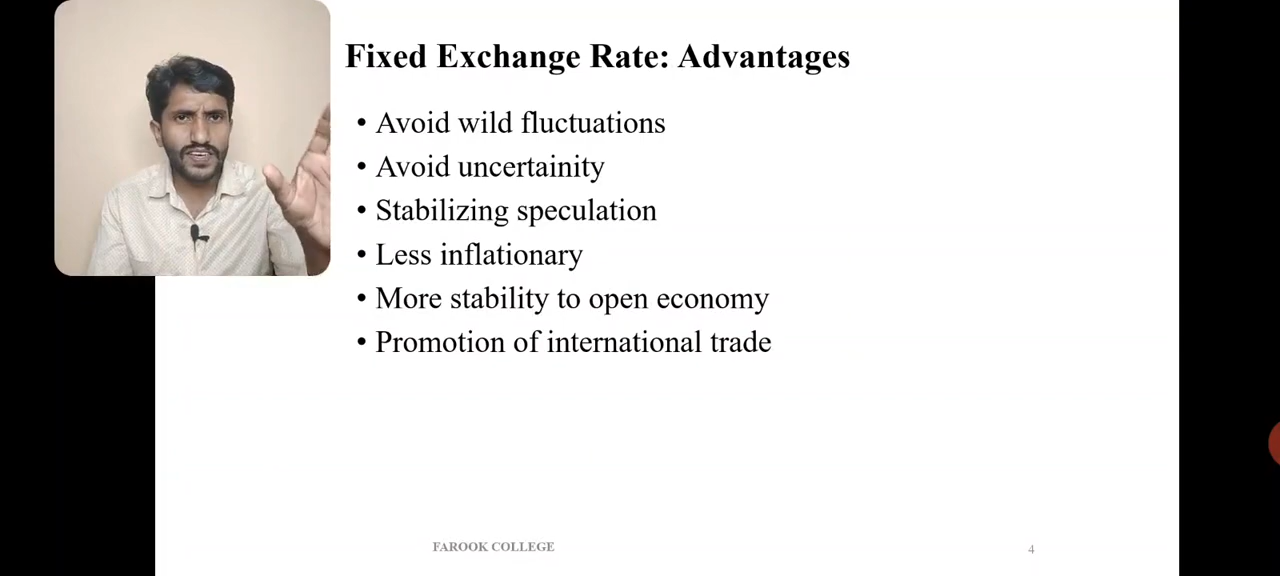 Fixed Exchange Rate: Advantages
• Avoid wild fluctuations
• Avoid uncertainity
• Stabilizing speculation
• Less inflationary
• More stability to open economy
• Promotion of international trade
FAROOK COLLEGE
4